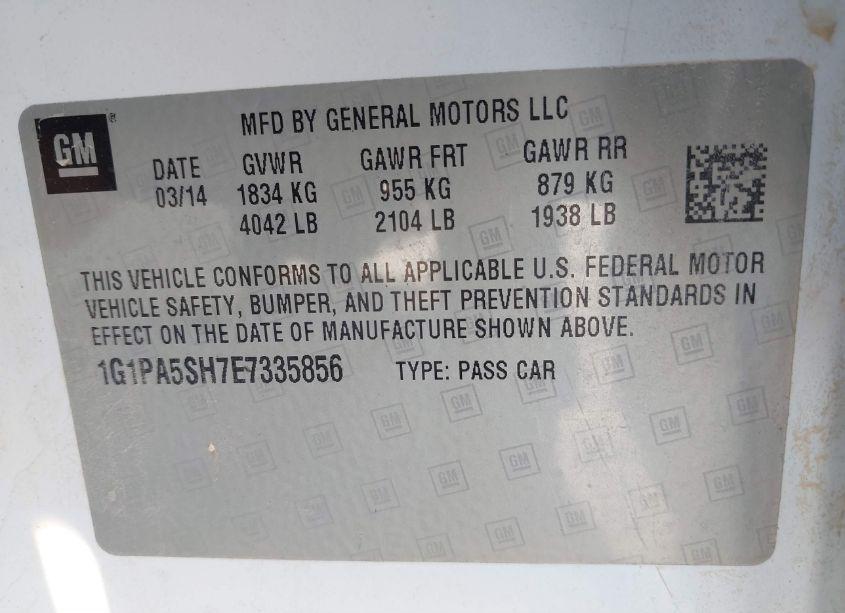 GM
MFD BY GENERAL MOTORS LLC
DATE GVWR GAWR FRT GAWR RR
03/14 1834 KG 955 KG 879 KG
4042 LB 2104 LB 1938 LB
THIS VEHICLE CONFORMS TO ALL APPLICABLE U.S. FEDERAL MOTOR
VEHICLE SAFETY, BUMPER, AND THEFT PREVENTION STANDARDS IN
EFFECT ON THE DATE OF MANUFACTURE SHOWN ABOVE.
1G1PA5SH7E7335856 TYPE: PASS CAR